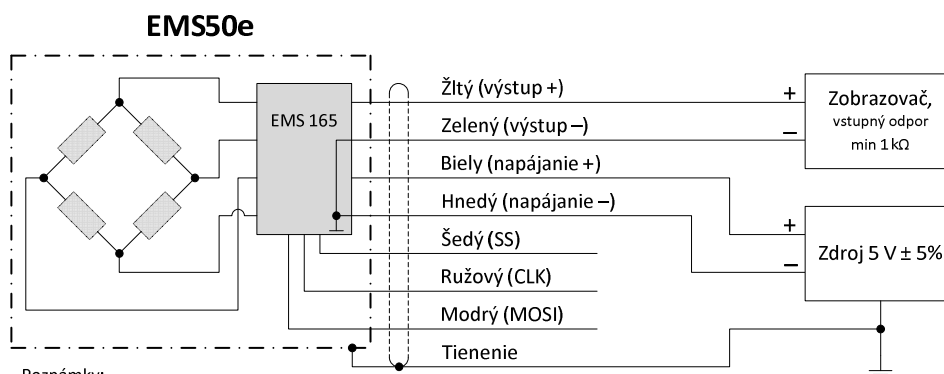 EMS50e
EMS 165
Žltý (výstup +)
Zelený (výstup –)
Biely (napájanie +)
Hnedý (napájanie –)
Šedý (SS)
Ružový (CLK)
Modrý (MOSI)
Tienenie
+
–
Zobrazovač,
vstupný odpor
min 1 kΩ
+
–
Zdroj 5 V ± 5%
Poznámky: